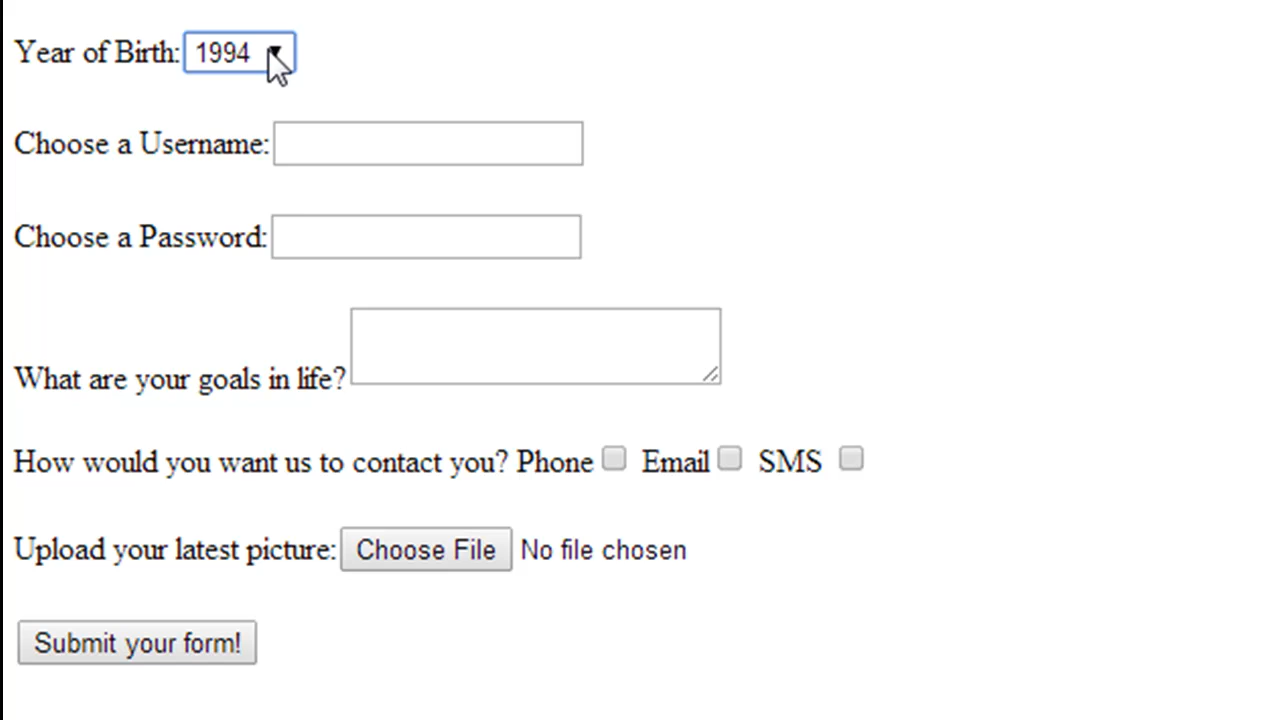 Year of Birth: 1994
Choose a Username:
Choose a Password:
What are your goals in life?
How would you want us to contact you? Phone Email SMS
Upload your latest picture: Choose File No file chosen
Submit your form!